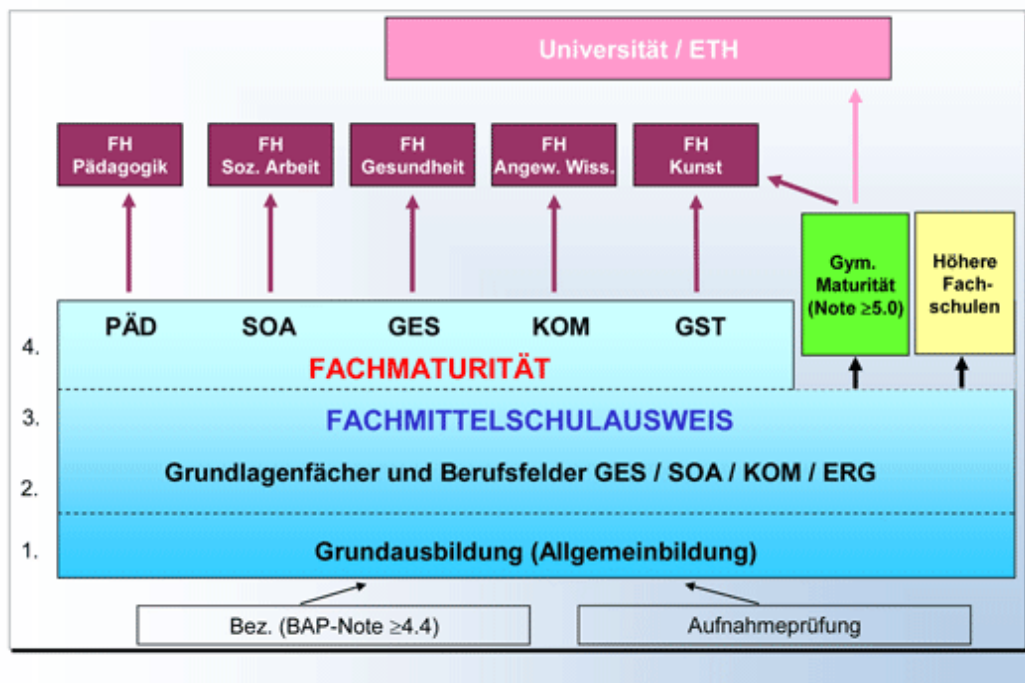 Universität / ETH
FH
Pädagogik
FH
Soz. Arbeit
FH
Gesundheit
FH
Angew. Wiss.
FH
Kunst
Gym.
Maturität
(Note ≥5.0)
Höhere
Fach-
schulen
PÄD SOA GES KOM GST
4.
FACHMATURITÄT
3.
FACHMITTELSCHULAUSWEIS
Grundlagenfächer und Berufsfelder GES / SOA / KOM / ERG
2.
1.
Grundausbildung (Allgemeinbildung)
Bez. (BAP-Note ≥4.4)
Aufnahmeprüfung